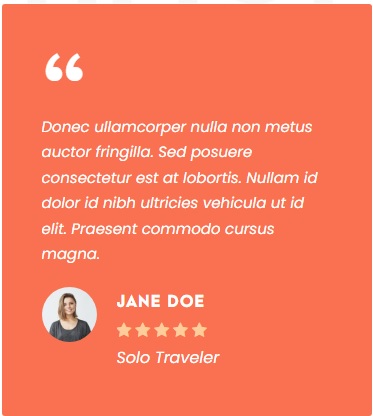 “
Donec ullamcorper nulla non metus
auctor fringilla. Sed posuere
consectetur est at lobortis. Nullam id
dolor id nibh ultricies vehicula ut id
elit. Praesent commodo cursus
magna.
JANE DOE
Solo Traveler